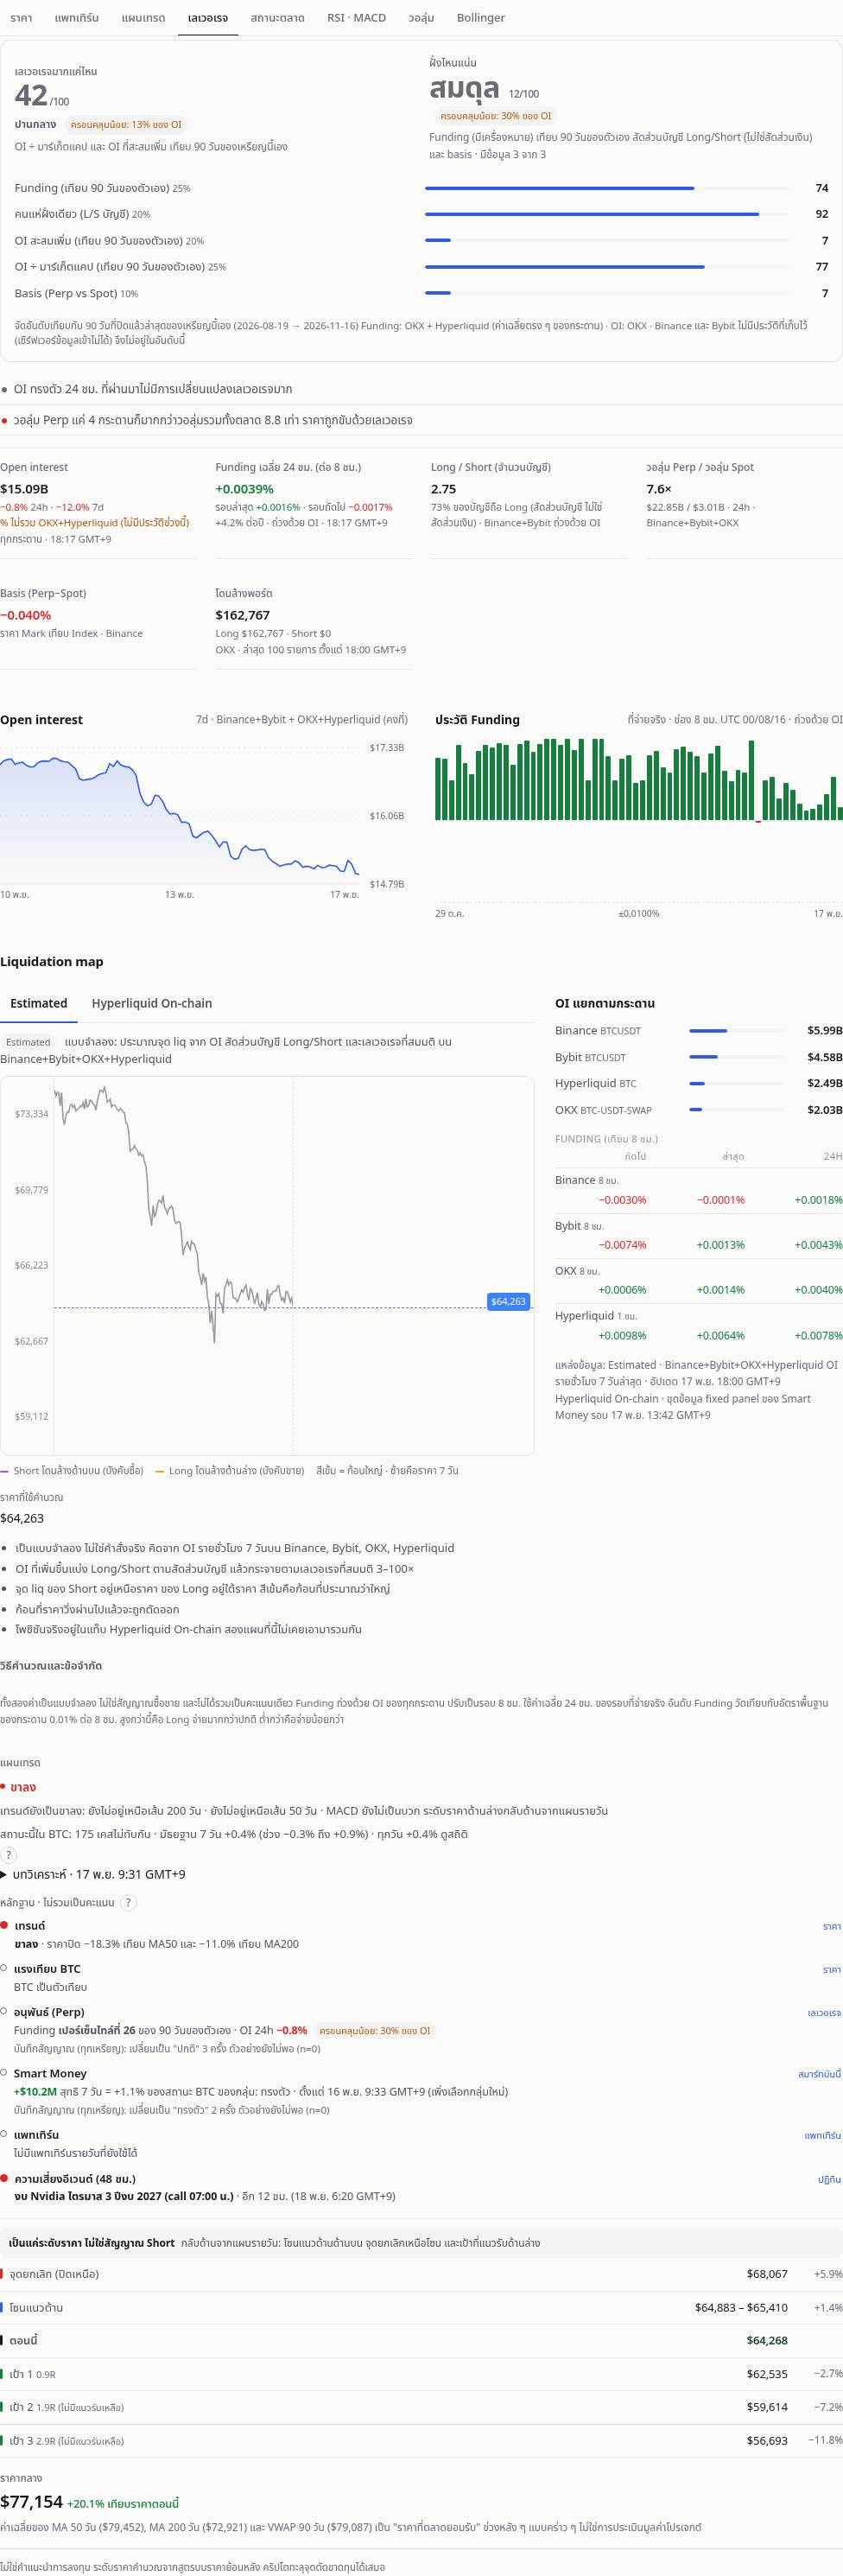 ราคา แพทเทิร์น แผนเทรด เลเวอเรจ สถานะตลาด RSI · MACD วอลุ่ม Bollinger
เลเวอเรจมากแค่ไหน
42 /100
ปานกลาง ครอบคลุมน้อย: 13% ของ OI
OI ÷ มาร์เก็ตแคป และ OI ที่สะสมเพิ่ม เทียบ 90 วันของเหรียญนี้เอง
ฝั่งไหนแน่น
สมดุล 12/100
ครอบคลุมน้อย: 30% ของ OI
Funding (มีเครื่องหมาย) เทียบ 90 วันของตัวเอง สัดส่วนบัญชี Long/Short (ไม่ใช่สัดส่วนเงิน)
และ basis · มีข้อมูล 3 จาก 3
Funding (เทียบ 90 วันของตัวเอง) 25% 74
คนแห่ฝั่งเดียว (L/S บัญชี) 20% 92
OI สะสมเพิ่ม (เทียบ 90 วันของตัวเอง) 20% 7
OI ÷ มาร์เก็ตแคป (เทียบ 90 วันของตัวเอง) 25% 77
Basis (Perp vs Spot) 10% 7
จัดอันดับเทียบกับ 90 วันที่ปิดแล้วล่าสุดของเหรียญนี้เอง (2026-08-19 → 2026-11-16) Funding: OKX + Hyperliquid (ค่าเฉลี่ยตรง ๆ ของกระดาน) · OI: OKX · Binance และ Bybit ไม่มีประวัติที่เก็บไว้
(เซิร์ฟเวอร์ข้อมูลเข้าไม่ได้) จึงไม่อยู่ในอันดับนี้
OI ทรงตัว 24 ชม. ที่ผ่านมาไม่มีการเปลี่ยนแปลงเลเวอเรจมาก
วอลุ่ม Perp แค่ 4 กระดานก็มากกว่าวอลุ่มรวมทั้งตลาด 8.8 เท่า ราคาถูกขับด้วยเลเวอเรจ
Open interest
$15.09B
−0.8% 24h · −12.0% 7d
% ไม่รวม OKX+Hyperliquid (ไม่มีประวัติช่วงนี้)
ทุกกระดาน · 18:17 GMT+9
Funding เฉลี่ย 24 ชม. (ต่อ 8 ชม.)
+0.0039%
รอบล่าสุด +0.0016% · รอบถัดไป −0.0017%
+4.2% ต่อปี · ถ่วงด้วย OI · 18:17 GMT+9
Long / Short (จำนวนบัญชี)
2.75
73% ของบัญชีถือ Long (สัดส่วนบัญชี ไม่ใช่
สัดส่วนเงิน) · Binance+Bybit ถ่วงด้วย OI
วอลุ่ม Perp / วอลุ่ม Spot
7.6×
$22.85B / $3.01B · 24h ·
Binance+Bybit+OKX
Basis (Perp−Spot)
−0.040%
ราคา Mark เทียบ Index · Binance
โดนล้างพอร์ต
$162,767
Long $162,767 · Short $0
OKX · ล่าสุด 100 รายการ ตั้งแต่ 18:00 GMT+9
Open interest 7d · Binance+Bybit + OKX+Hyperliquid (คงที่)
$17.33B
$16.06B
$14.79B
10 พ.ย. 13 พ.ย. 17 พ.ย.
ประวัติ Funding ที่จ่ายจริง · ช่อง 8 ชม. UTC 00/08/16 · ถ่วงด้วย OI
29 ต.ค. ±0.0100% 17 พ.ย.
Liquidation map
Estimated Hyperliquid On-chain
Estimated แบบจำลอง: ประมาณจุด liq จาก OI สัดส่วนบัญชี Long/Short และเลเวอเรจที่สมมติ บน
Binance+Bybit+OKX+Hyperliquid
$73,334
$69,779
$66,223
$64,263
$62,667
$59,112
Short โดนล้างด้านบน (บังคับซื้อ) Long โดนล้างด้านล่าง (บังคับขาย) สีเข้ม = ก้อนใหญ่ · ซ้ายคือราคา 7 วัน
OI แยกตามกระดาน
Binance BTCUSDT $5.99B
Bybit BTCUSDT $4.58B
Hyperliquid BTC $2.49B
OKX BTC-USDT-SWAP $2.03B
FUNDING (เทียบ 8 ชม.)
ถัดไป ล่าสุด 24H
Binance 8 ชม.
−0.0030% −0.0001% +0.0018%
Bybit 8 ชม.
−0.0074% +0.0013% +0.0043%
OKX 8 ชม.
+0.0006% +0.0014% +0.0040%
Hyperliquid 1 ชม.
+0.0098% +0.0064% +0.0078%
แหล่งข้อมูล: Estimated · Binance+Bybit+OKX+Hyperliquid OI
รายชั่วโมง 7 วันล่าสุด · อัปเดต 17 พ.ย. 18:00 GMT+9
Hyperliquid On-chain · ชุดข้อมูล fixed panel ของ Smart
Money รอบ 17 พ.ย. 13:42 GMT+9
ราคาที่ใช้คำนวณ
$64,263
เป็นแบบจำลอง ไม่ใช่คำสั่งจริง คิดจาก OI รายชั่วโมง 7 วันบน Binance, Bybit, OKX, Hyperliquid
OI ที่เพิ่มขึ้นแบ่ง Long/Short ตามสัดส่วนบัญชี แล้วกระจายตามเลเวอเรจที่สมมติ 3–100×
จุด liq ของ Short อยู่เหนือราคา ของ Long อยู่ใต้ราคา สีเข้มคือก้อนที่ประมาณว่าใหญ่
ก้อนที่ราคาวิ่งผ่านไปแล้วจะถูกตัดออก
โพซิชันจริงอยู่ในแท็บ Hyperliquid On-chain สองแผนที่นี้ไม่เคยเอามารวมกัน
วิธีคำนวณและข้อจำกัด
ทั้งสองค่าเป็นแบบจำลอง ไม่ใช่สัญญาณซื้อขาย และไม่ได้รวมเป็นคะแนนเดียว Funding ถ่วงด้วย OI ของทุกกระดาน ปรับเป็นรอบ 8 ชม. ใช้ค่าเฉลี่ย 24 ชม. ของรอบที่จ่ายจริง อันดับ Funding วัดเทียบกับอัตราพื้นฐาน
ของกระดาน 0.01% ต่อ 8 ชม. สูงกว่านี้คือ Long จ่ายมากกว่าปกติ ต่ำกว่าคือจ่ายน้อยกว่า
แผนเทรด
ขาลง
เทรนด์ยังเป็นขาลง: ยังไม่อยู่เหนือเส้น 200 วัน · ยังไม่อยู่เหนือเส้น 50 วัน · MACD ยังไม่เป็นบวก ระดับราคาด้านล่างกลับด้านจากแผนรายวัน
สถานะนี้ใน BTC: 175 เคสไม่ทับกัน · มัธยฐาน 7 วัน +0.4% (ช่วง −0.3% ถึง +0.9%) · ทุกวัน +0.4% ดูสถิติ
?
บทวิเคราะห์ · 17 พ.ย. 9:31 GMT+9
หลักฐาน · ไม่รวมเป็นคะแนน ?
เทรนด์ ราคา
ขาลง · ราคาปิด −18.3% เทียบ MA50 และ −11.0% เทียบ MA200
แรงเทียบ BTC ราคา
BTC เป็นตัวเทียบ
อนุพันธ์ (Perp) เลเวอเรจ
Funding เปอร์เซ็นไทล์ที่ 26 ของ 90 วันของตัวเอง · OI 24h −0.8% ครอบคลุมน้อย: 30% ของ OI
บันทึกสัญญาณ (ทุกเหรียญ): เปลี่ยนเป็น "ปกติ" 3 ครั้ง ตัวอย่างยังไม่พอ (n=0)
Smart Money สมาร์ทมันนี่
+$10.2M สุทธิ 7 วัน = +1.1% ของสถานะ BTC ของกลุ่ม: ทรงตัว · ตั้งแต่ 16 พ.ย. 9:33 GMT+9 (เพิ่งเลือกกลุ่มใหม่)
บันทึกสัญญาณ (ทุกเหรียญ): เปลี่ยนเป็น "ทรงตัว" 2 ครั้ง ตัวอย่างยังไม่พอ (n=0)
แพทเทิร์น แพทเทิร์น
ไม่มีแพทเทิร์นรายวันที่ยังใช้ได้
ความเสี่ยงอีเวนต์ (48 ชม.) ปฏิทิน
งบ Nvidia ไตรมาส 3 ปีงบ 2027 (call 07:00 น.) · อีก 12 ชม. (18 พ.ย. 6:20 GMT+9)
เป็นแค่ระดับราคา ไม่ใช่สัญญาณ Short กลับด้านจากแผนรายวัน: โซนแนวต้านด้านบน จุดยกเลิกเหนือโซน และเป้าที่แนวรับด้านล่าง
จุดยกเลิก (ปิดเหนือ) $68,067 +5.9%
โซนแนวต้าน $64,883 – $65,410 +1.4%
ตอนนี้ $64,268
เป้า 1 0.9R $62,535 −2.7%
เป้า 2 1.9R (ไม่มีแนวรับเหลือ) $59,614 −7.2%
เป้า 3 2.9R (ไม่มีแนวรับเหลือ) $56,693 −11.8%
ราคากลาง
$77,154 +20.1% เทียบราคาตอนนี้
ค่าเฉลี่ยของ MA 50 วัน ($79,452), MA 200 วัน ($72,921) และ VWAP 90 วัน ($79,087) เป็น "ราคาที่ตลาดยอมรับ" ช่วงหลัง ๆ แบบคร่าว ๆ ไม่ใช่การประเมินมูลค่าโปรเจกต์
ไม่ใช่คำแนะนำการลงทุน ระดับราคาคำนวณจากสูตรบนราคาย้อนหลัง คริปโตทะลุจุดตัดขาดทุนได้เสมอ